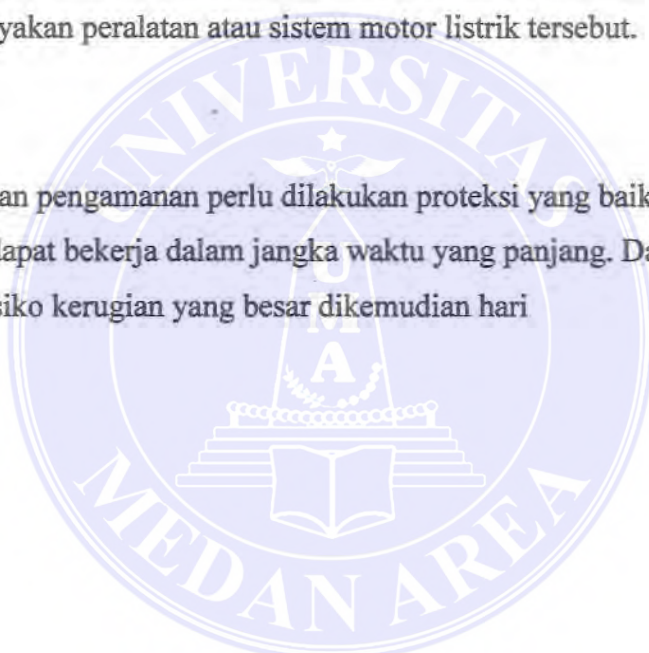 yakan peralatan atau sistem motor listrik tersebut.
UNIVERSITAS
an pengamanan perlu dilakukan proteksi yang baik
dapat bekerja dalam jangka waktu yang panjang. Da
siko kerugian yang besar dikemudian hari
U
M
A
MEDAN AREA